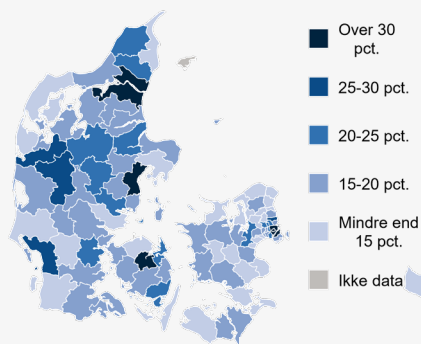 Over 30
pct.
25-30 pct.
20-25 pct.
15-20 pct.
Mindre end
15 pct.
Ikke data